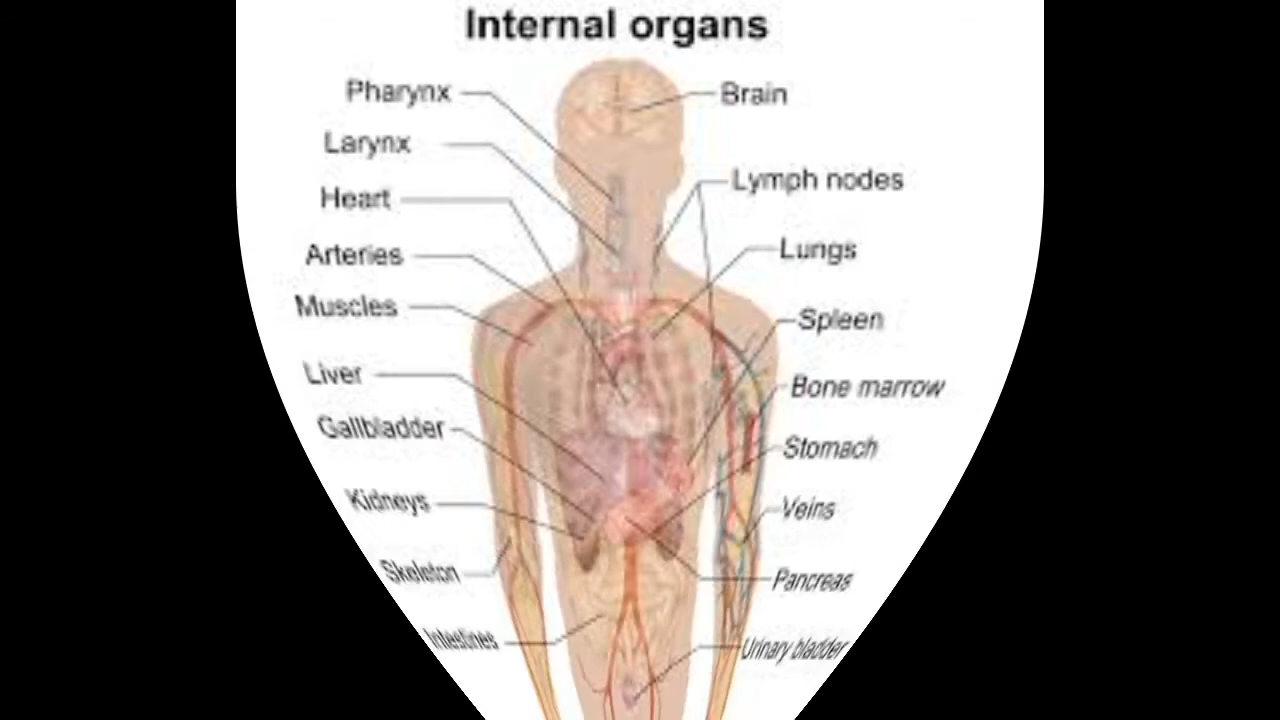 Internal organs
Pharynx
Larynx
Heart
Arteries
Muscles
Liver
Gallbladder
Kidneys
Skeleton
Intestines
Brain
Lymph nodes
Lungs
Spleen
Bone marrow
Stomach
Veins
Pancreas
Urinary bladder